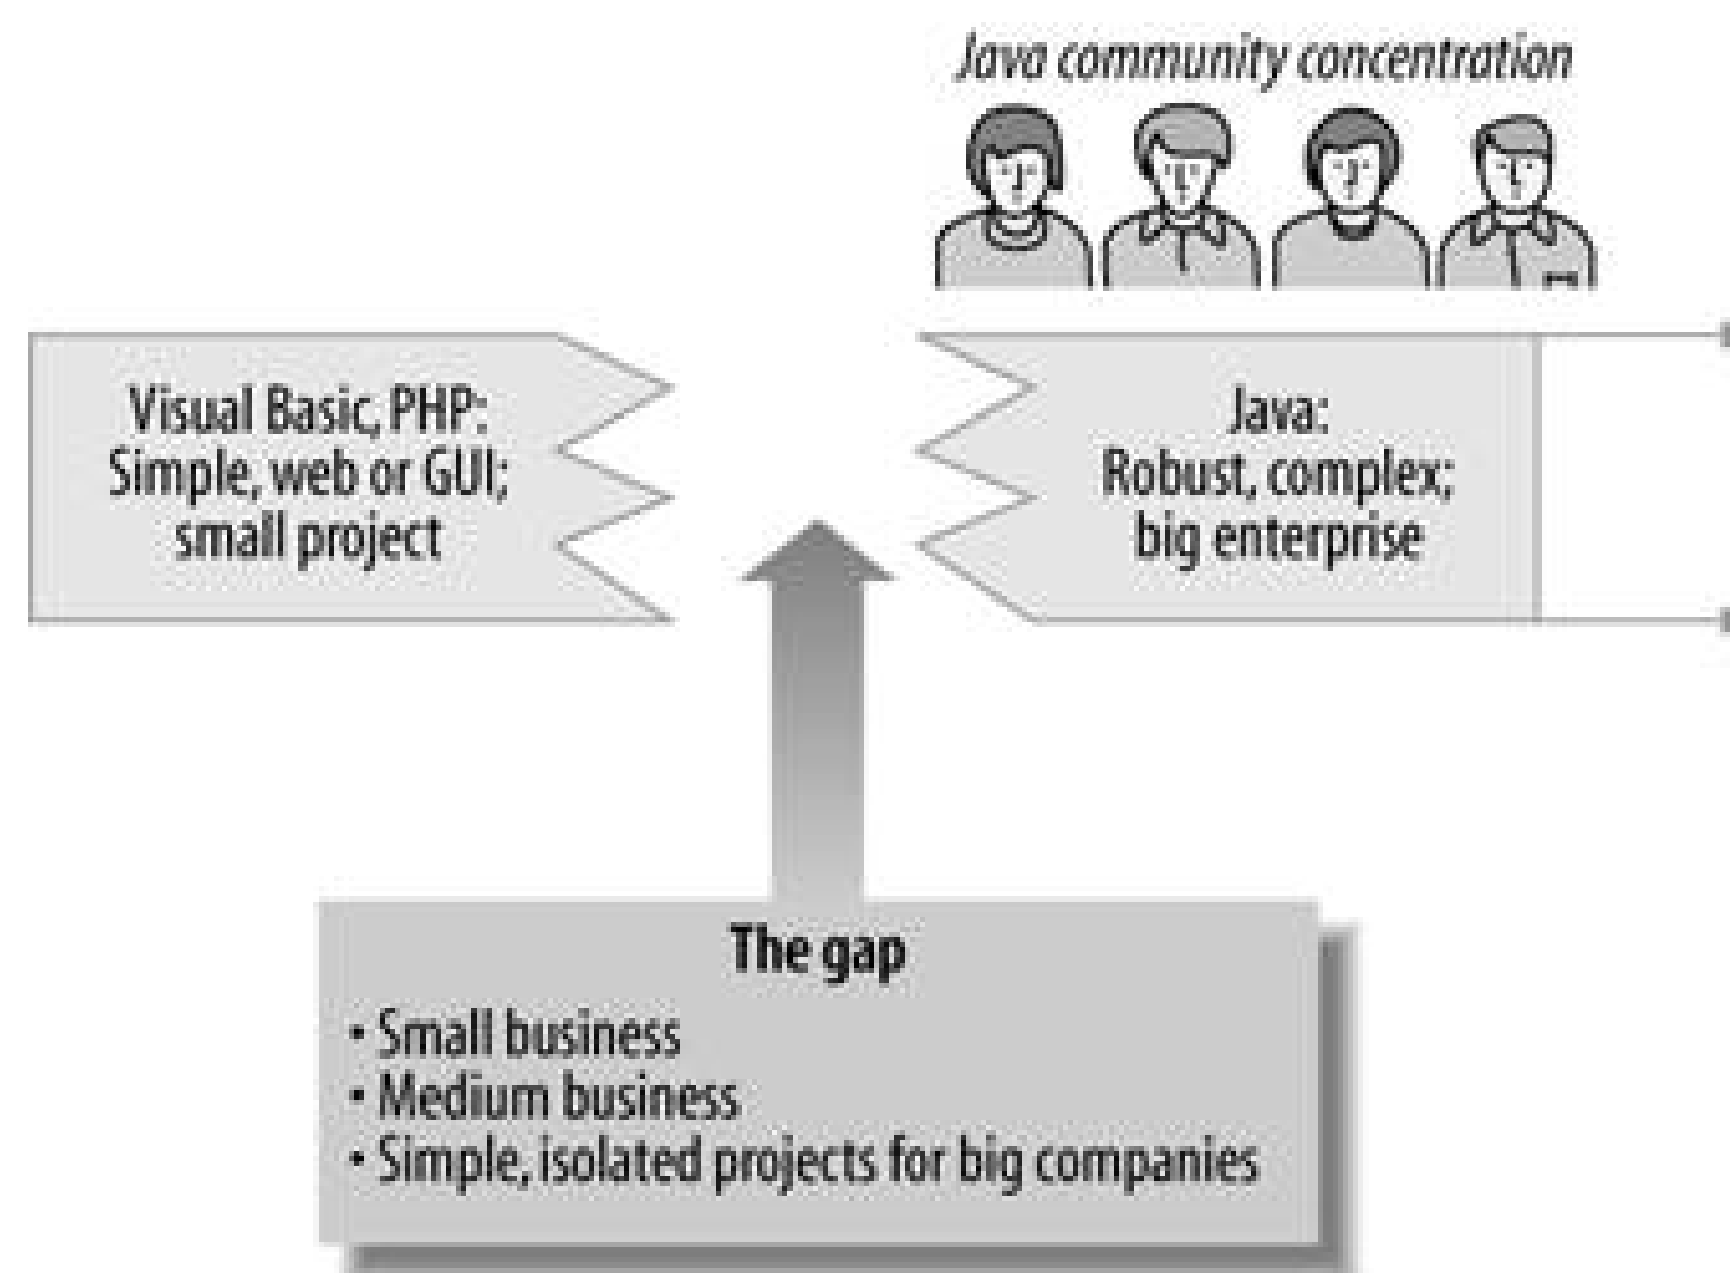 Java community concentration
Visual Basic, PHP:
Simple, web or GUI;
small project
Java:
Robust, complex;
big enterprise
The gap
• Small business
• Medium business
• Simple, isolated projects for big companies